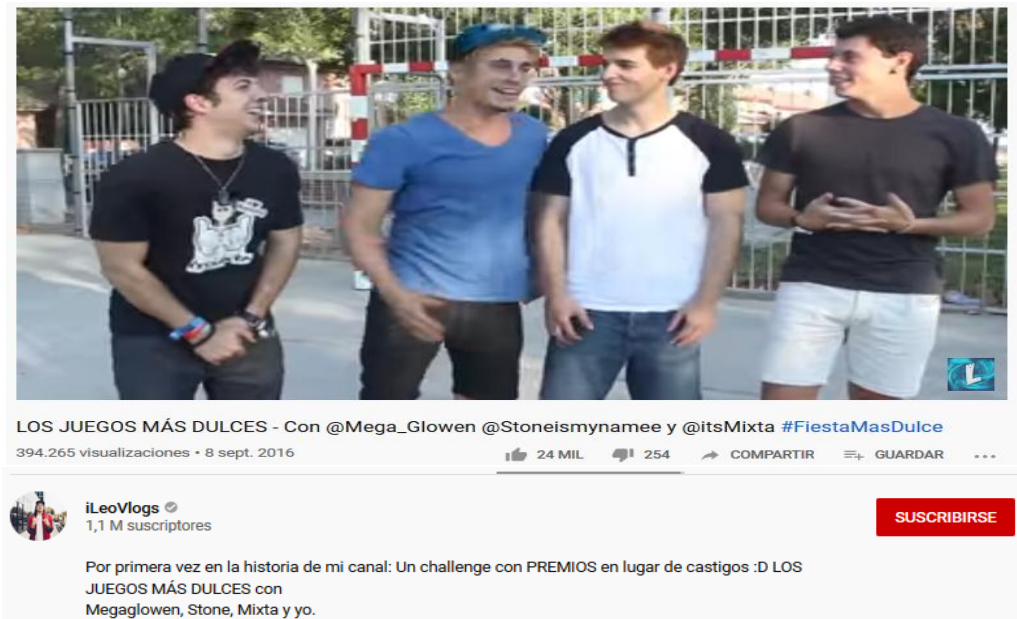 LOS JUEGOS MÁS DULCES - Con @Mega_Glowen @Stoneismynamee y @itsMixta #FiestaMasDulce
394.265 visualizaciones • 8 sept. 2016 24 MIL 254 COMPARTIR GUARDAR
iLeoVlogs
1,1 M suscriptores
SUSCRIBIRSE
Por primera vez en la historia de mi canal: Un challenge con PREMIOS en lugar de castigos :D LOS
JUEGOS MÁS DULCES con
Megaglowen, Stone, Mixta y yo.